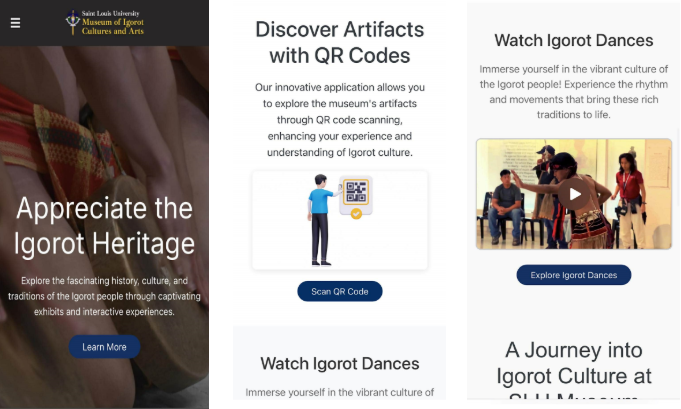 Saint Louis University
Museum of Igorot
Cultures and Arts
Appreciate the
Igorot Heritage
Explore the fascinating history, culture, and
traditions of the Igorot people through captivating
exhibits and interactive experiences.
Learn More
Discover Artifacts
with QR Codes
Our innovative application allows you
to explore the museum's artifacts
through QR code scanning,
enhancing your experience and
understanding of Igorot culture.
Scan QR Code
Watch Igorot Dances
Immerse yourself in the vibrant culture of
Watch Igorot Dances
Immerse yourself in the vibrant culture of
the Igorot people! Experience the rhythm
and movements that bring these rich
traditions to life.
Explore Igorot Dances
A Journey into
Igorot Culture at
SLU Museum